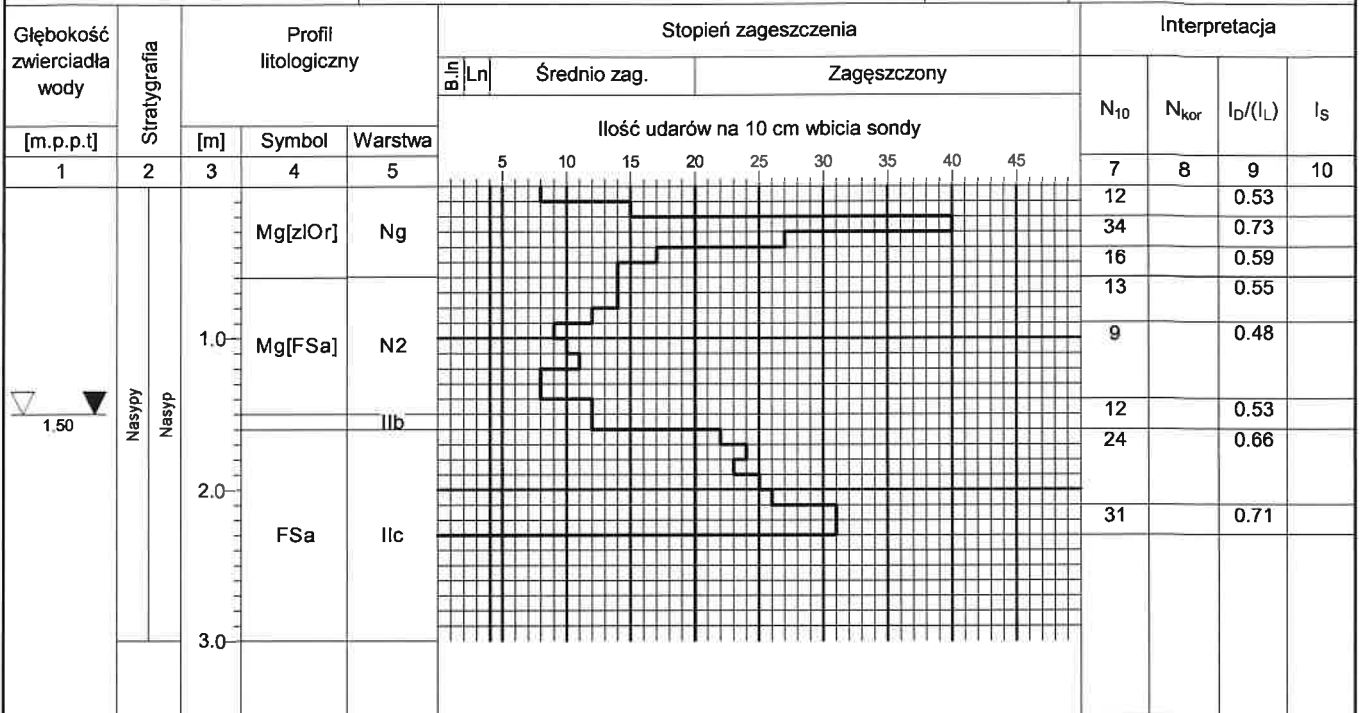 Głębokość
zwierciadła
wody
[m.p.p.t]
1
Stratygrafia
2
Profil
litologiczny
[m]
Symbol
Warstwa
3
4
5
Stopień zagęszczenia
B.ln
Ln
Średnio zag.
Zagęszczony
Ilość udarów na 10 cm wbicia sondy
5 10 15 20 25 30 35 40 45
Interpretacja
N10
Nkor
ID/(IL)
IS
7
8
9
10
1,50
Nasypy
Nasyp
1.0
2.0
3.0
Mg[zlOr]
Ng
Mg[FSa]
N2
IIb
FSa
IIc
12 0.53
34 0.73
16 0.59
13 0.55
9 0.48
12 0.53
24 0.66
31 0.71